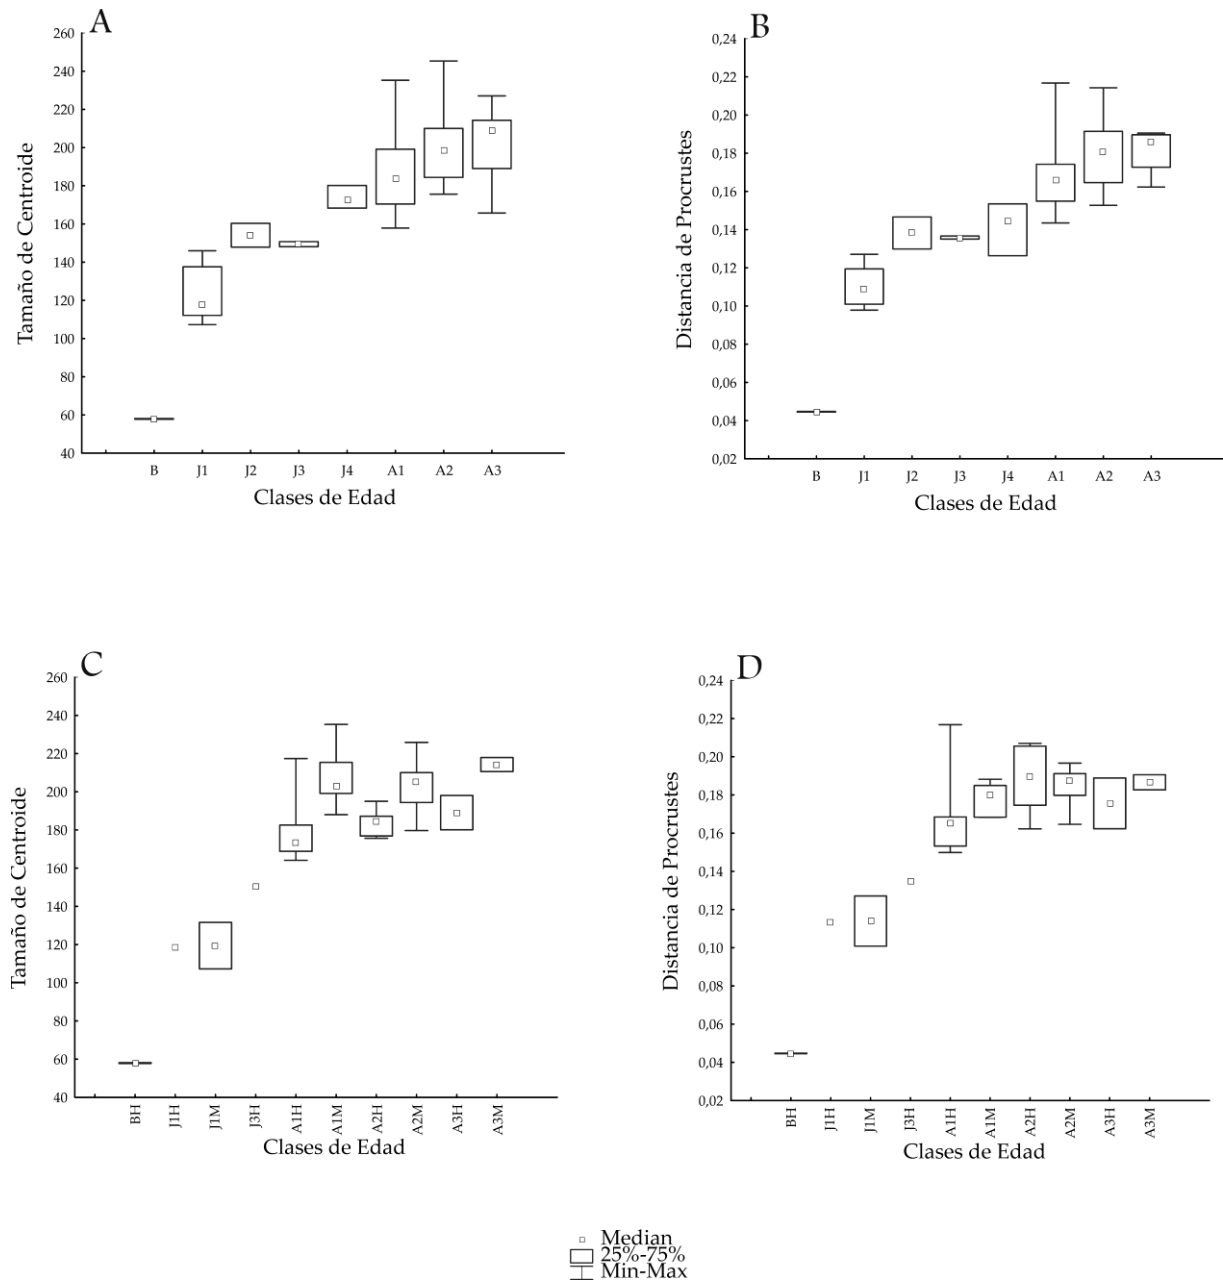 A
260
240
220
200
180
160
140
120
100
80
60
40
Tamaño de Centroide
B J1 J2 J3 J4 A1 A2 A3
Clases de Edad
B
0,24
0,22
0,20
0,18
0,16
0,14
0,12
0,10
0,08
0,06
0,04
0,02
Distancia de Procrustes
B J1 J2 J3 J4 A1 A2 A3
Clases de Edad
C
260
240
220
200
180
160
140
120
100
80
60
40
Tamaño de Centroide
BH J1H J1M J3H A1H A1M A2H A2M A3H A3M
Clases de Edad
D
0,24
0,22
0,20
0,18
0,16
0,14
0,12
0,10
0,08
0,06
0,04
0,02
Distancia de Procrustes
BH J1H J1M J3H A1H A1M A2H A2M A3H A3M
Clases de Edad
Median
25%-75%
Min-Max